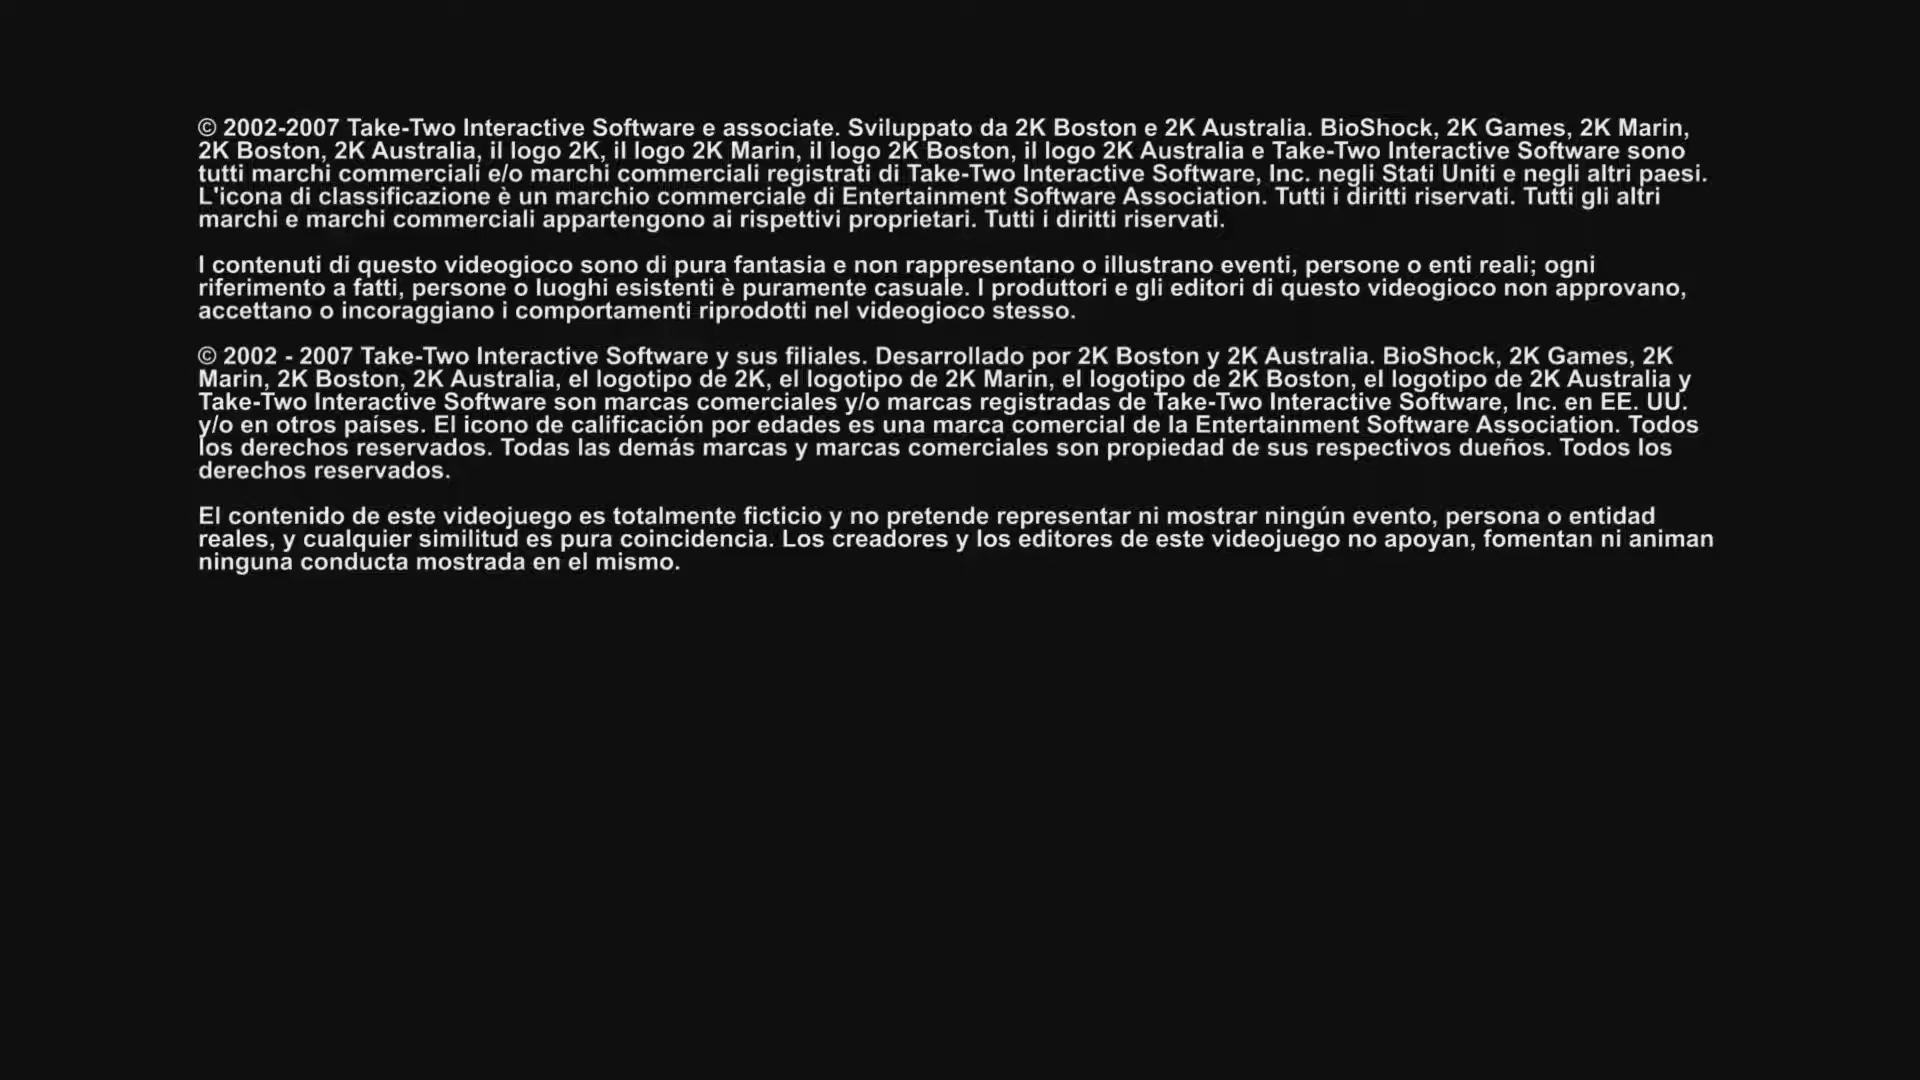 © 2002-2007 Take-Two Interactive Software e associate. Sviluppato da 2K Boston e 2K Australia. BioShock, 2K Games, 2K Marin,
2K Boston, 2K Australia, il logo 2K, il logo 2K Marin, il logo 2K Boston, il logo 2K Australia e Take-Two Interactive Software sono
tutti marchi commerciali e/o marchi commerciali registrati di Take-Two Interactive Software, Inc. negli Stati Uniti e negli altri paesi.
L'icona di classificazione è un marchio commerciale di Entertainment Software Association. Tutti i diritti riservati. Tutti gli altri
marchi e marchi commerciali appartengono ai rispettivi proprietari. Tutti i diritti riservati.
I contenuti di questo videogioco sono di pura fantasia e non rappresentano o illustrano eventi, persone o enti reali; ogni
riferimento a fatti, persone o luoghi esistenti è puramente casuale. I produttori e gli editori di questo videogioco non approvano,
accettano o incoraggiano i comportamenti riprodotti nel videogioco stesso.
© 2002 - 2007 Take-Two Interactive Software y sus filiales. Desarrollado por 2K Boston y 2K Australia. BioShock, 2K Games, 2K
Marin, 2K Boston, 2K Australia, el logotipo de 2K, el logotipo de 2K Marin, el logotipo de 2K Boston, el logotipo de 2K Australia y
Take-Two Interactive Software son marcas comerciales y/o marcas registradas de Take-Two Interactive Software, Inc. en EE. UU.
y/o en otros países. El icono de calificación por edades es una marca comercial de la Entertainment Software Association. Todos
los derechos reservados. Todas las demás marcas y marcas comerciales son propiedad de sus respectivos dueños. Todos los
derechos reservados.
El contenido de este videojuego es totalmente ficticio y no pretende representar ni mostrar ningún evento, persona o entidad
reales, y cualquier similitud es pura coincidencia. Los creadores y los editores de este videojuego no apoyan, fomentan ni animan
ninguna conducta mostrada en el mismo.